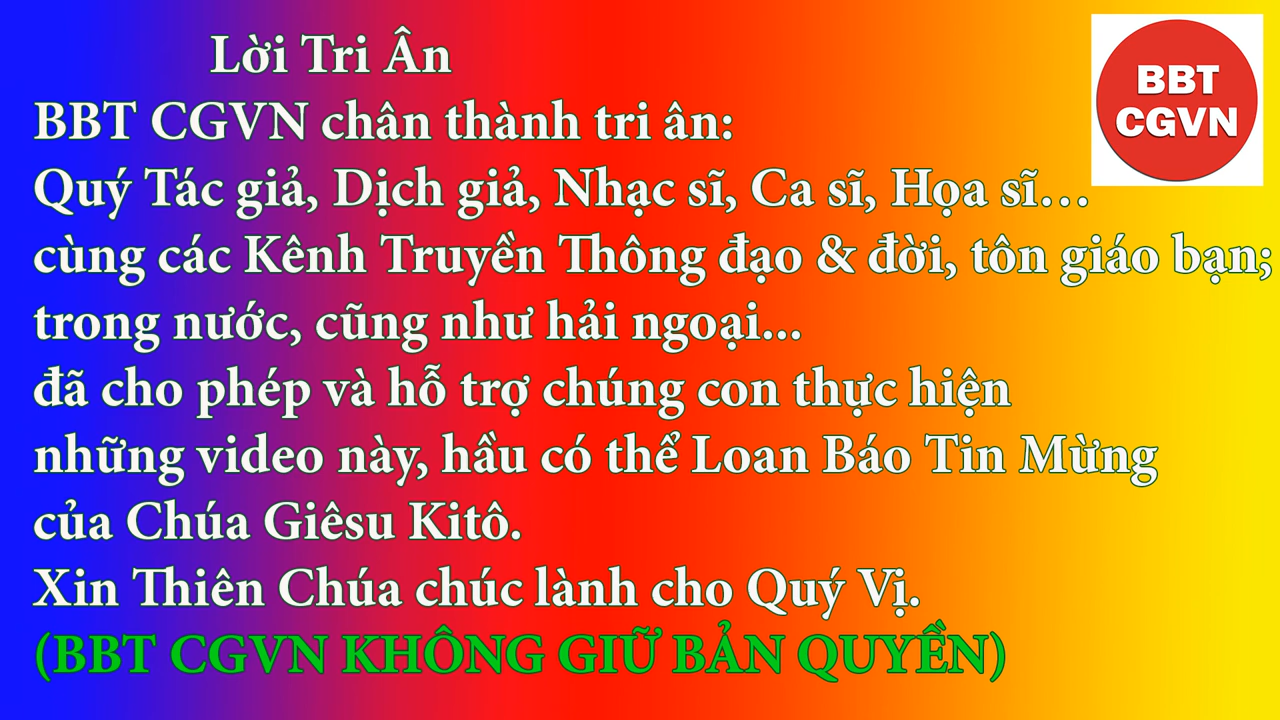 Lời Tri Ân
BBT CGVN chân thành tri ân:
Quý Tác giả, Dịch giả, Nhạc sĩ, Ca sĩ, Họa sĩ…
cùng các Kênh Truyền Thông đạo & đời, tôn giáo bạn;
trong nước, cũng như hải ngoại...
đã cho phép và hỗ trợ chúng con thực hiện
những video này, hầu có thể Loan Báo Tin Mừng
của Chúa Giêsu Kitô.
Xin Thiên Chúa chúc lành cho Quý Vị.
(BBT CGVN KHÔNG GIỮ BẢN QUYỀN)
BBT
CGVN